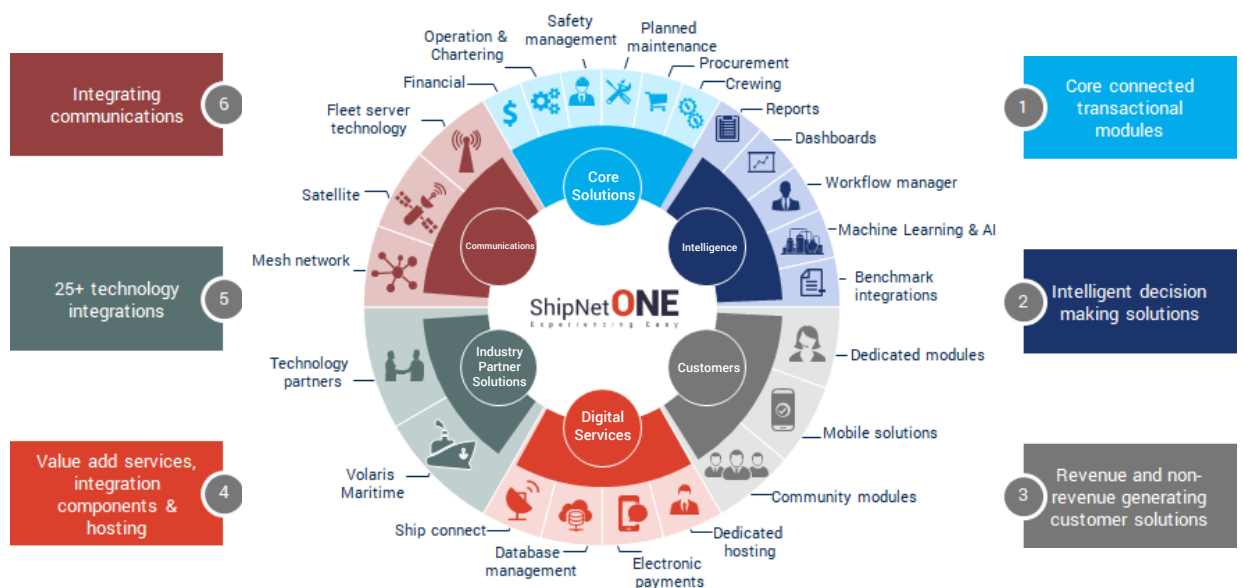 Integrating
communications
6
25+ technology
integrations
5
Value add services,
integration
components &
hosting
4
Safety
management
Operation &
Chartering
Planned
maintenance
Financial
Procurement
Crewing
Fleet server
technology
Reports
Dashboards
Satellite
Workflow manager
Mesh network
Machine Learning & AI
Benchmark
integrations
Technology
partners
Dedicated modules
Volaris
Maritime
Mobile solutions
Ship connect
Community modules
Database
management
Electronic
payments
Dedicated
hosting
$
Core
Solutions
Communications
Intelligence
ShipNetONE
Experiencing Easy
Industry
Partner
Solutions
Customers
Digital
Services
1
Core connected
transactional
modules
2
Intelligent decision
making solutions
3
Revenue and non-
revenue generating
customer solutions